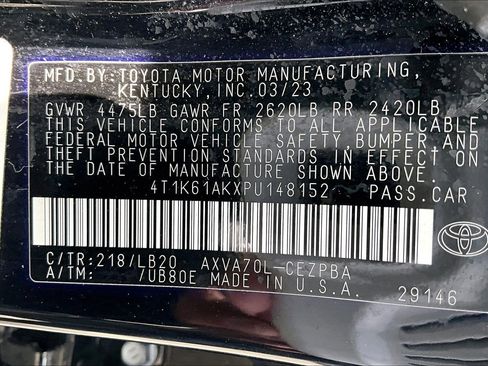 MFD.BY:TOYOTA MOTOR MANUFACTURING,
KENTUCKY,INC.03/23
GVWR 4475LB GAWR FR 2620LB RR 2420LB
THIS VEHICLE CONFORMS TO ALL APPLICABLE
FEDERAL MOTOR VEHICLE SAFETY,BUMPER,AND
THEFT PREVENTION STANDARDS IN EFFECT ON
THE DATE OF MANUFACTURE SHOWN ABOVE.
4T1K61AKXPU148152 PASS.CAR
C/TR:218/LB20 AXVA70L-CEZPBA
A/TM: 7UB80E MADE IN U.S.A. 29146